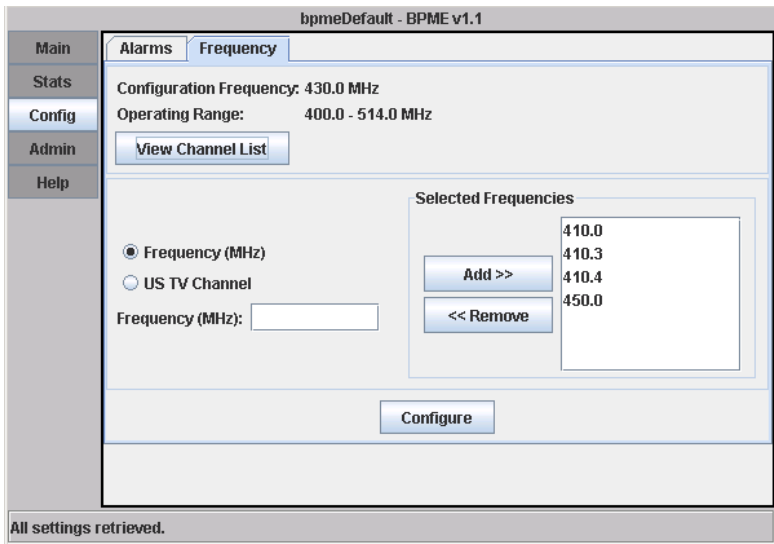 bpmeDefault - BPME v1.1
Main
Stats
Config
Admin
Help
Alarms Frequency
Configuration Frequency: 430.0 MHz
Operating Range: 400.0 - 514.0 MHz
View Channel List
Frequency (MHz)
US TV Channel
Frequency (MHz):
Selected Frequencies
Add >>
<< Remove
410.0
410.3
410.4
450.0
Configure
All settings retrieved.